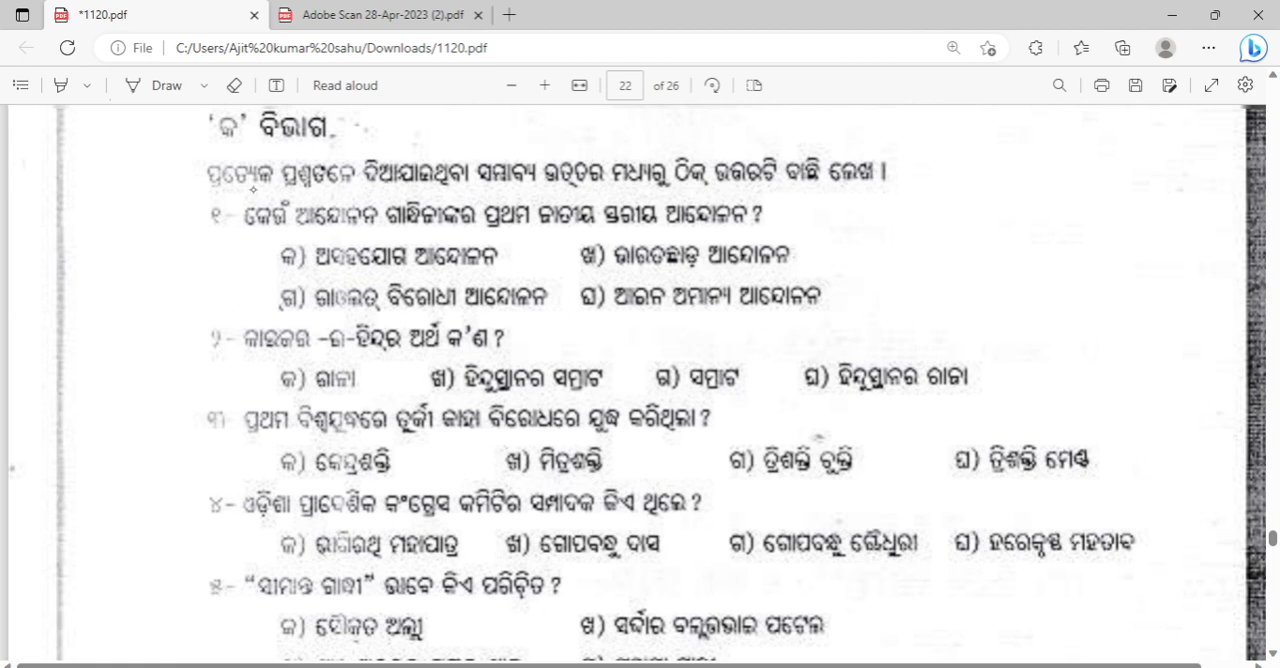 *1120.pdf
Adobe Scan 28-Apr-2023 (2).pdf
File C:/Users/Ajit%20kumar%20sahu/Downloads/1120.pdf
Draw Read aloud 22 of 26
'କ' ବିଭାଗ
ପ୍ରତ୍ୟେକ ପ୍ରଶ୍ନତଳେ ଦିଆଯାଇଥିବା ସମ୍ଭାବ୍ୟ ଉତ୍ତର ମଧ୍ୟରୁ ଠିକ୍ ଉତ୍ତରଟି ବାଛି ଲେଖ ।
୧- କେଉଁ ଆନ୍ଦୋଳନ ଗାନ୍ଧିଜୀଙ୍କର ପ୍ରଥମ ଜାତୀୟ ସ୍ତରୀୟ ଆନ୍ଦୋଳନ ?
କ) ଅସହଯୋଗ ଆନ୍ଦୋଳନ ଖ) ଭାରତଛାଡ଼ ଆନ୍ଦୋଳନ
ଗ) ରାଓଲଟ୍ ବିରୋଧୀ ଆନ୍ଦୋଳନ ଘ) ଆଇନ ଅମାନ୍ୟ ଆନ୍ଦୋଳନ
୨- କାଇଜର -ଇ-ହିନ୍ଦ୍‌ର ଅର୍ଥ କ'ଣ ?
କ) ରାଜା ଖ) ହିନ୍ଦୁସ୍ଥାନର ସମ୍ରାଟ ଗ) ସମ୍ରାଟ ଘ) ହିନ୍ଦୁସ୍ଥାନର ରାଜା
୩) ପ୍ରଥମ ବିଶ୍ୱଯୁଦ୍ଧରେ ତୁର୍କୀ କାହା ବିରୋଧରେ ଯୁଦ୍ଧ କରିଥିଲା ?
କ) କେନ୍ଦ୍ରଶକ୍ତି ଖ) ମିତ୍ରଶକ୍ତି ଗ) ତ୍ରିଶକ୍ତି ଚୁକ୍ତି ଘ) ତ୍ରିଶକ୍ତି ମେଣ୍ଟ
୪- ଓଡ଼ିଶା ପ୍ରାଦେଶିକ କଂଗ୍ରେସ କମିଟିର ସମ୍ପାଦକ କିଏ ଥିଲେ ?
କ) ଭାଗିରଥି ମହାପାତ୍ର ଖ) ଗୋପବନ୍ଧୁ ଦାସ ଗ) ଗୋପବନ୍ଧୁ ଚୌଧୁରୀ ଘ) ହରେକୃଷ୍ଣ ମହତାବ
୫- "ସୀମାନ୍ତ ଗାନ୍ଧୀ" ଭାବେ କିଏ ପରିଚିତ ?
କ) ସୌକତ ଅଲ୍ଲୀ ଖ) ସର୍ଦ୍ଦାର ବଲ୍ଲଭଭାଇ ପଟେଲ